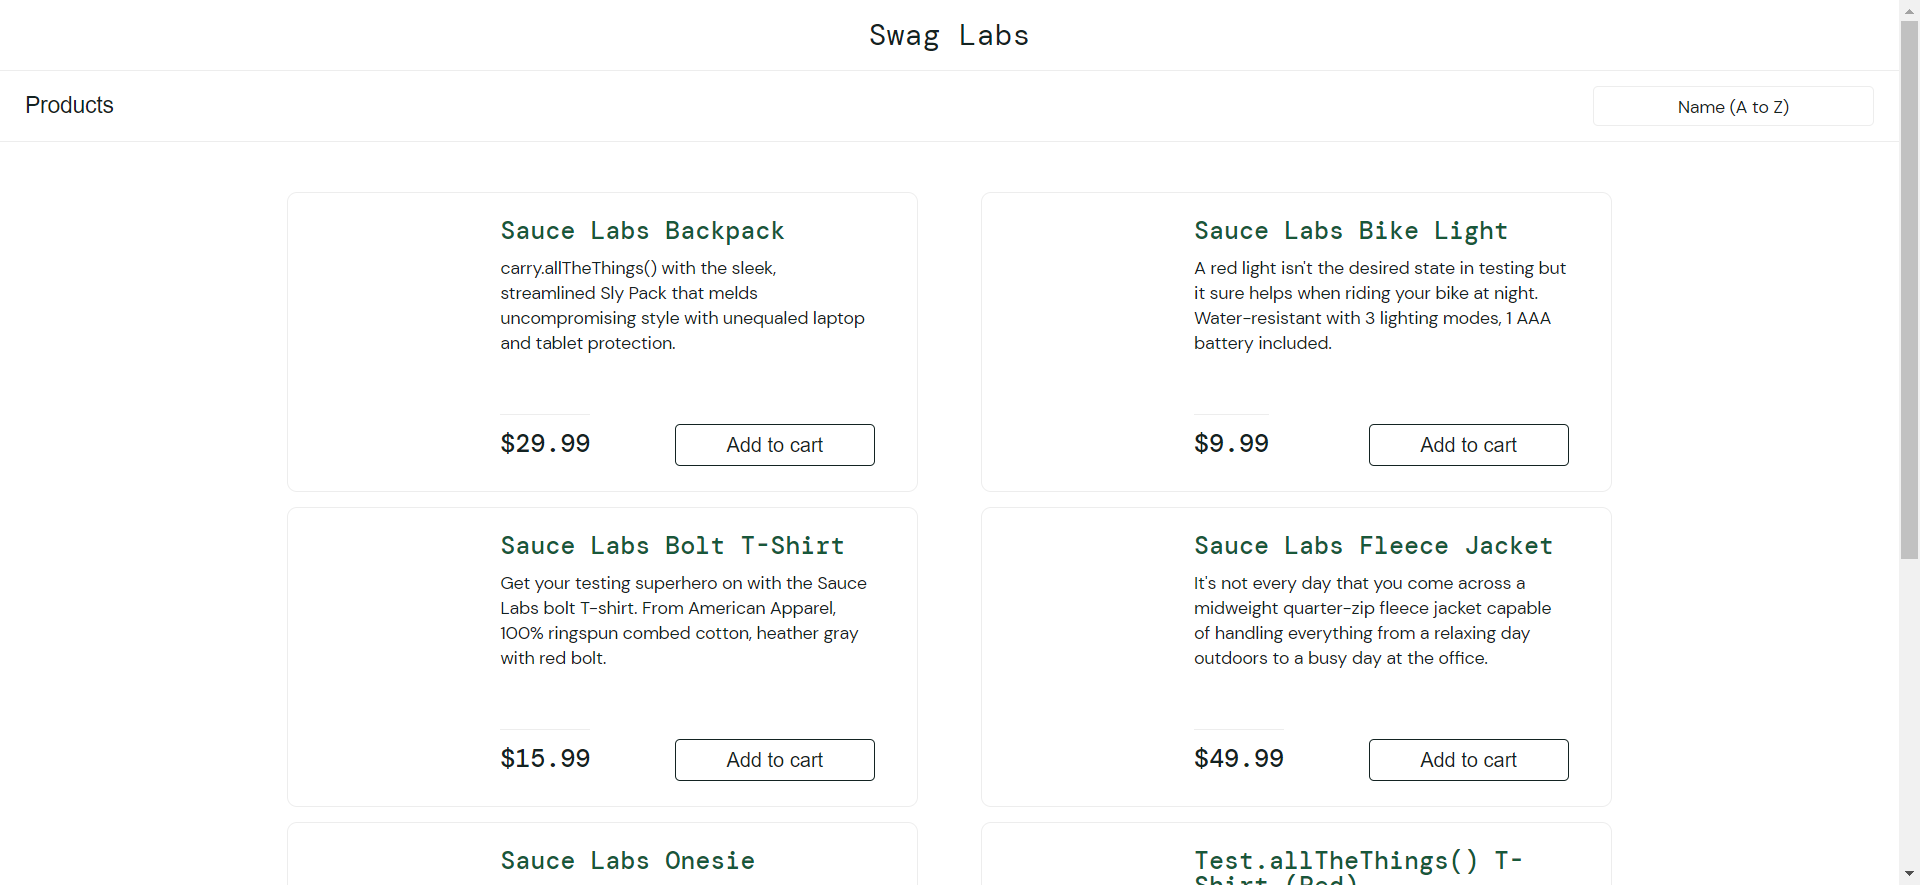 Swag Labs
Products
Name (A to Z)
Sauce Labs Backpack
carry.allTheThings() with the sleek,
streamlined Sly Pack that melds
uncompromising style with unequaled laptop
and tablet protection.
$29.99
Add to cart
Sauce Labs Bike Light
A red light isn't the desired state in testing but
it sure helps when riding your bike at night.
Water-resistant with 3 lighting modes, 1 AAA
battery included.
$9.99
Add to cart
Sauce Labs Bolt T-Shirt
Get your testing superhero on with the Sauce
Labs bolt T-shirt. From American Apparel,
100% ringspun combed cotton, heather gray
with red bolt.
$15.99
Add to cart
Sauce Labs Fleece Jacket
It's not every day that you come across a
midweight quarter-zip fleece jacket capable
of handling everything from a relaxing day
outdoors to a busy day at the office.
$49.99
Add to cart
Sauce Labs Onesie
Test.allTheThings() T-
Shirt (Red)